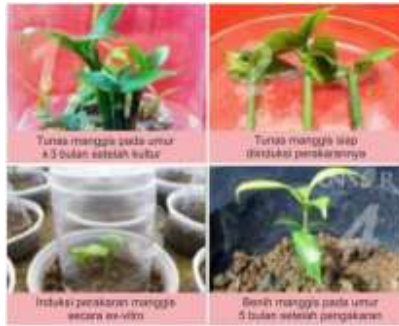 Tunas manggis pada umur
± 3 bulan setelah kultur
Tunas manggis siap
diinduksi perakarannya
Induksi perakaran manggis
secara ex-vitro
Benih manggis pada umur
5 bulan setelah pengakaran